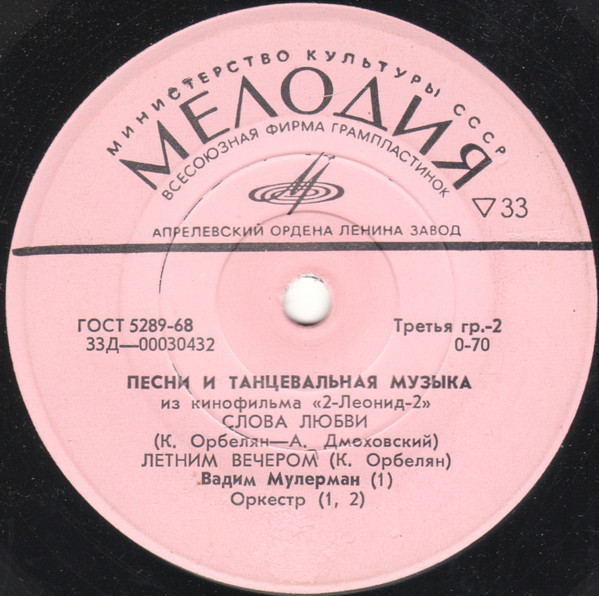 МИНИСТЕРСТВО КУЛЬТУРЫ СССР
МЕЛОДИЯ
ВСЕСОЮЗНАЯ ФИРМА ГРАМПЛАСТИНОК
▽33
АПРЕЛЕВСКИЙ ОРДЕНА ЛЕНИНА ЗАВОД
ГОСТ 5289-68 Третья гр.-2
33Д—00030432 0-70
ПЕСНИ И ТАНЦЕВАЛЬНАЯ МУЗЫКА
из кинофильма «2-Леонид-2»
СЛОВА ЛЮБВИ
(К. Орбелян—А. Дмоховский)
ЛЕТНИМ ВЕЧЕРОМ (К. Орбелян)
Вадим Мулерман (1)
Оркестр (1, 2)